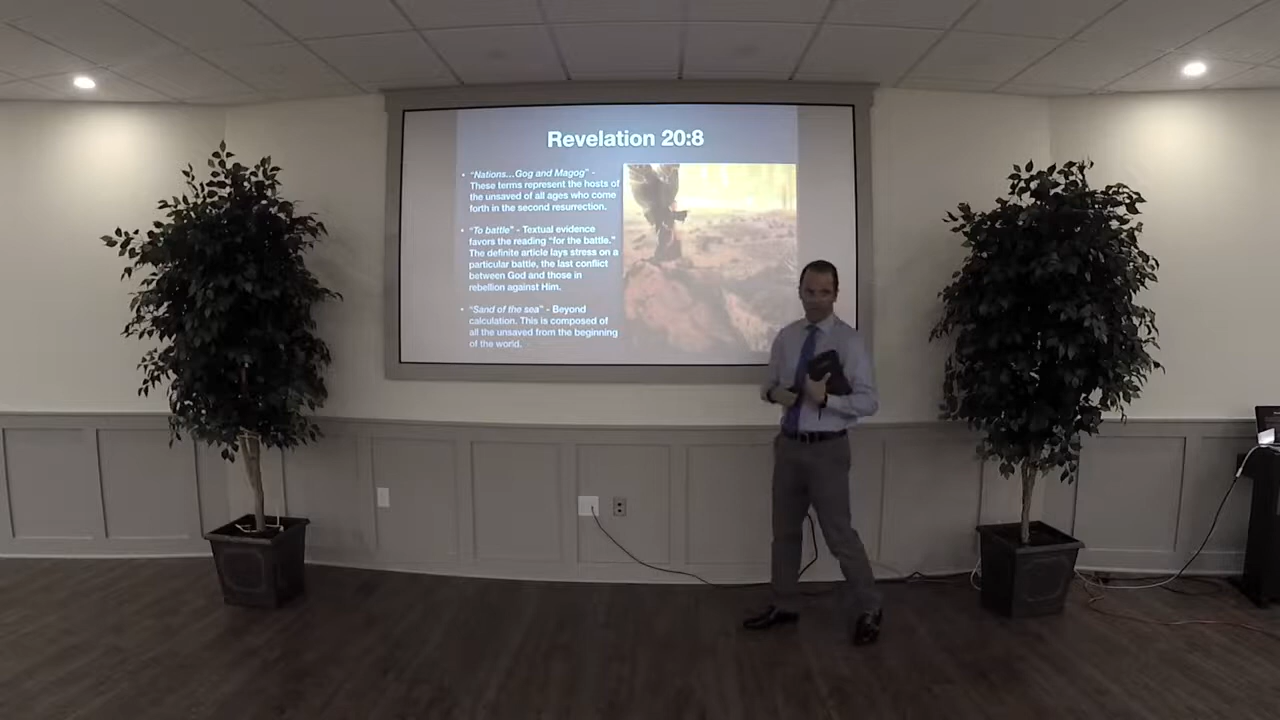 Revelation 20:8
• "Nations...Gog and Magog" -
These terms represent the hosts of
the unsaved of all ages who come
forth in the second resurrection.
• "To battle" - Textual evidence
favors the reading "for the battle."
The definite article lays stress on a
particular battle, the last conflict
between God and those in
rebellion against Him.
• "Sand of the sea" - Beyond
calculation. This is composed of
all the unsaved from the beginning
of the world.